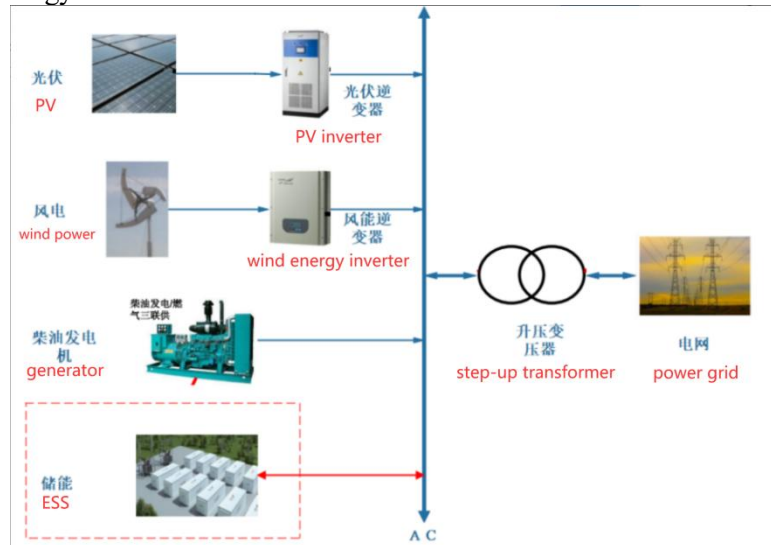 光伏
PV
光伏逆
变器
PV inverter
风电
wind power
风能逆
变器
wind energy inverter
柴油发电/燃
气三联供
柴油发电
机
generator
升压变
压器
step-up transformer
电网
power grid
储能
ESS
AC